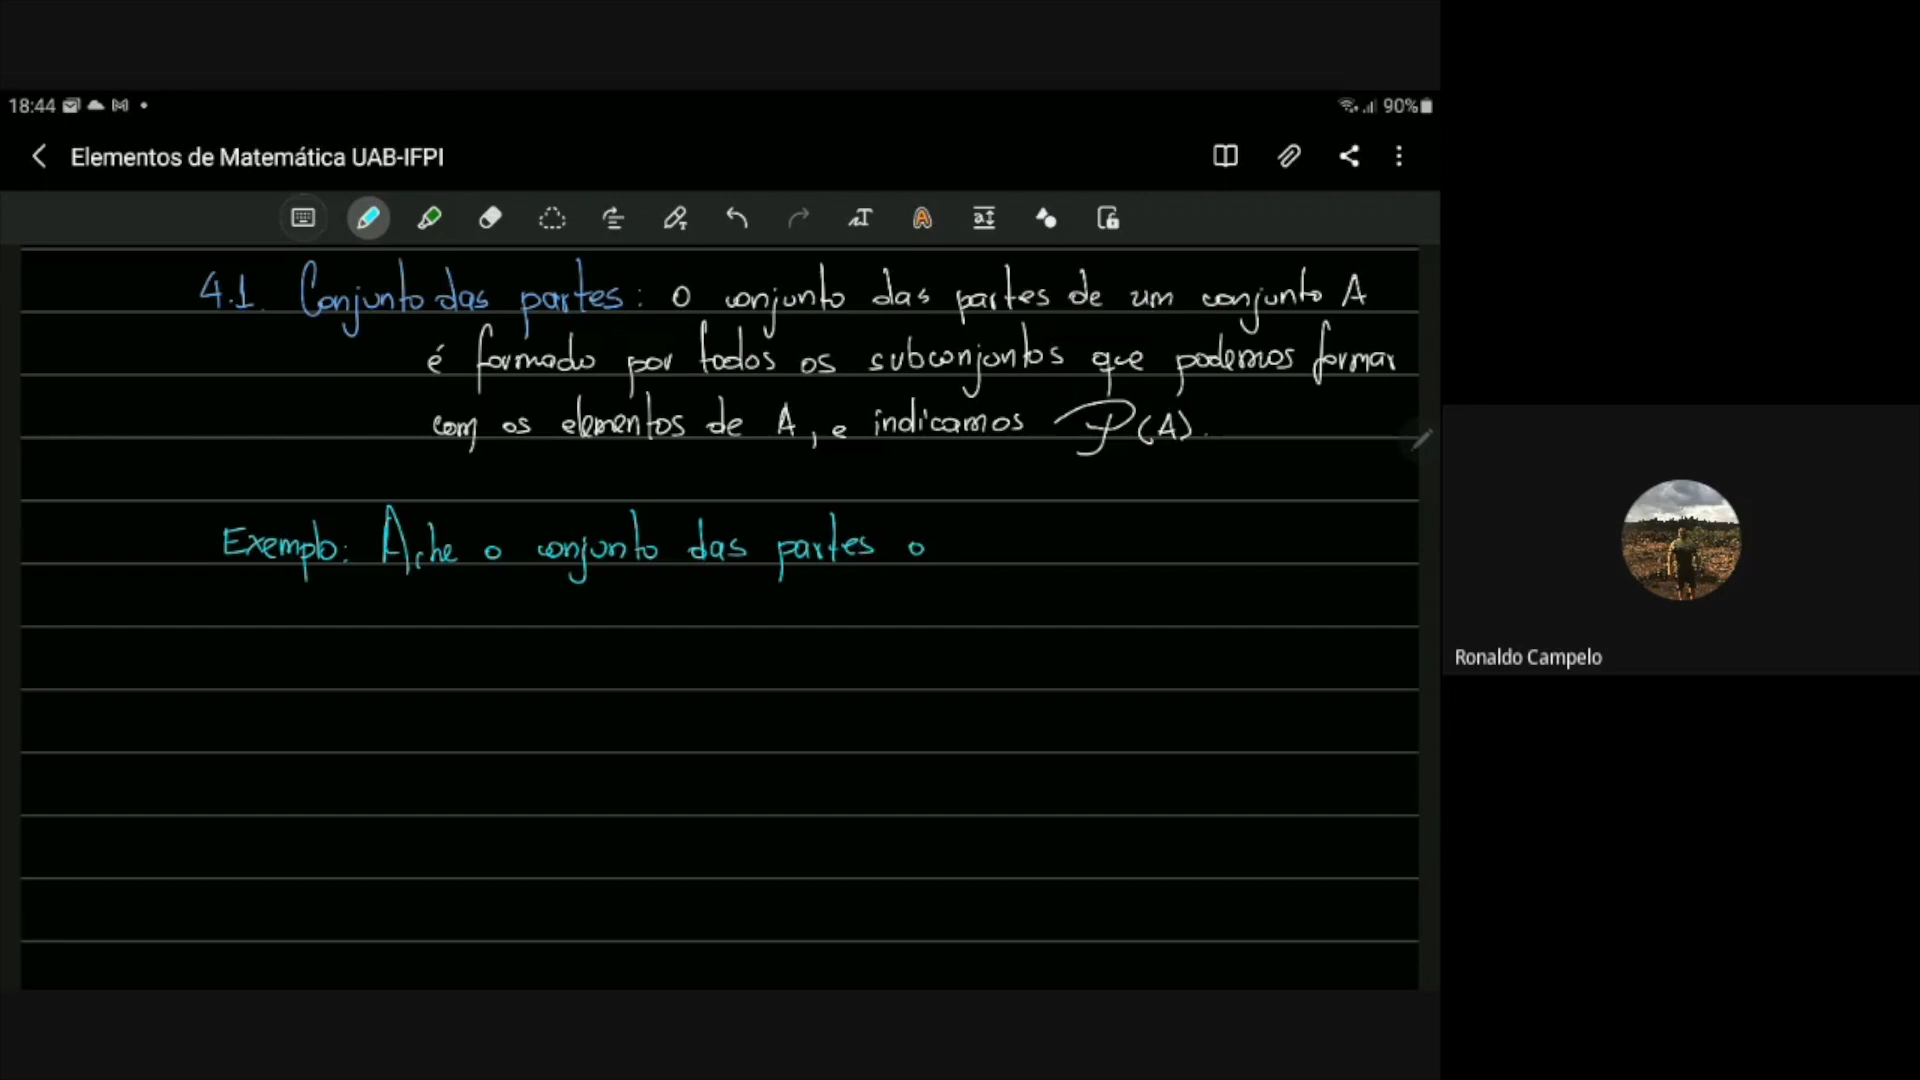 18:44
90%
Elementos de Matemática UAB-IFPI
4.1. Conjunto das partes: o conjunto das partes de um conjunto A
é formado por todos os subconjuntos que podemos formar
com os elementos de A, e indicamos P(A).
Exemplo: Ache o conjunto das partes o
Ronaldo Campelo